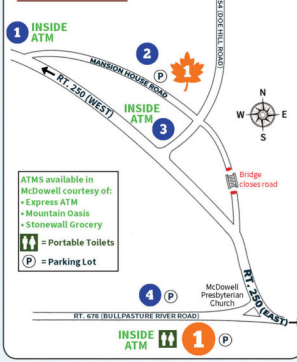 1
INSIDE
ATM
2
P
1
54 (DOE HILL ROAD)
MANSION HOUSE ROAD
RT. 250 (WEST)
INSIDE
ATM
3
N
W
E
S
Bridge
closes road
ATMS available in
McDowell courtesy of:
• Express ATM
• Mountain Oasis
• Stonewall Grocery
= Portable Toilets
P = Parking Lot
4
P
McDowell
Presbyterian
Church
RT. 250 (EAST)
RT. 678 (BULLPASTURE RIVER ROAD)
INSIDE
ATM
1
P